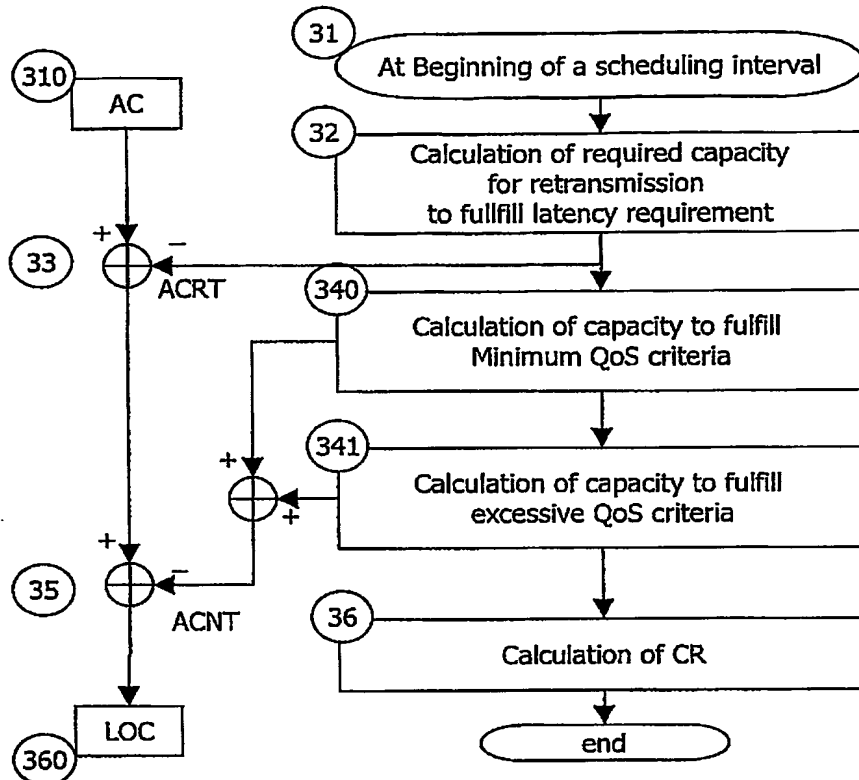 31
At Beginning of a scheduling interval
310
AC
32
Calculation of required capacity
for retransmission
to fullfill latency requirement
+
−
33
ACRT
340
Calculation of capacity to fulfill
Minimum QoS criteria
341
+
Calculation of capacity to fulfill
excessive QoS criteria
+
+
−
35
ACNT
36
Calculation of CR
LOC
360
end